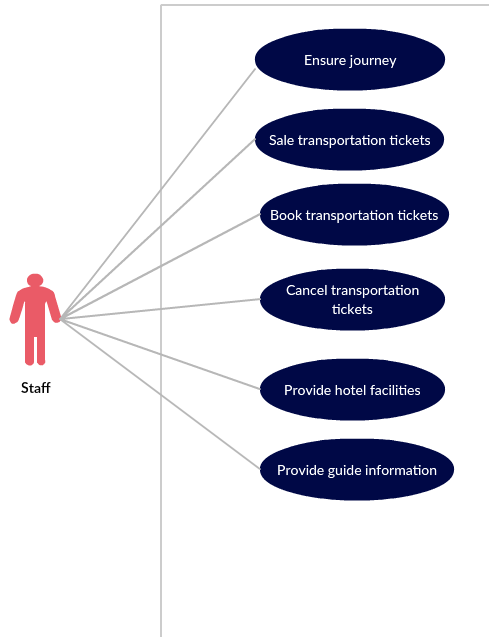 Ensure journey
Sale transportation tickets
Book transportation tickets
Cancel transportation
tickets
Staff
Provide hotel facilities
Provide guide information